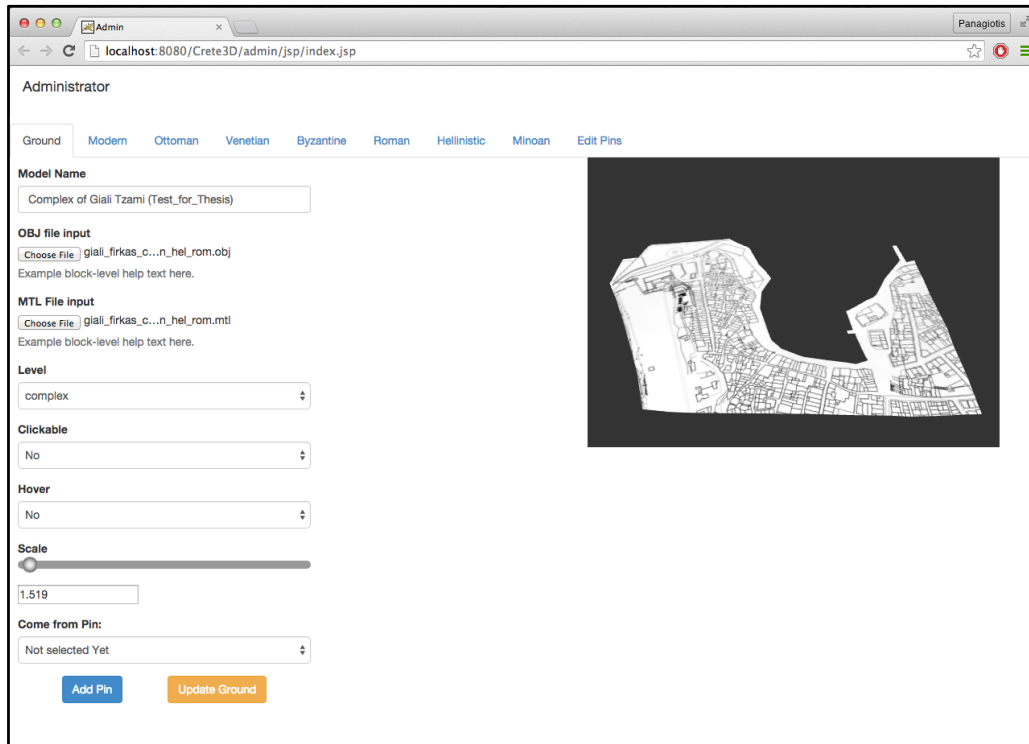 Admin
Panagiotis
localhost:8080/Crete3D/admin/jsp/index.jsp
Administrator
Ground Modern Ottoman Venetian Byzantine Roman Hellinistic Minoan Edit Pins
Model Name
Complex of Giali Tzami (Test_for_Thesis)
OBJ file input
Choose File giali_firkas_c...n_hel_rom.obj
Example block-level help text here.
MTL File input
Choose File giali_firkas_c...n_hel_rom.mtl
Example block-level help text here.
Level
complex
Clickable
No
Hover
No
Scale
1.519
Come from Pin:
Not selected Yet
Add Pin Update Ground